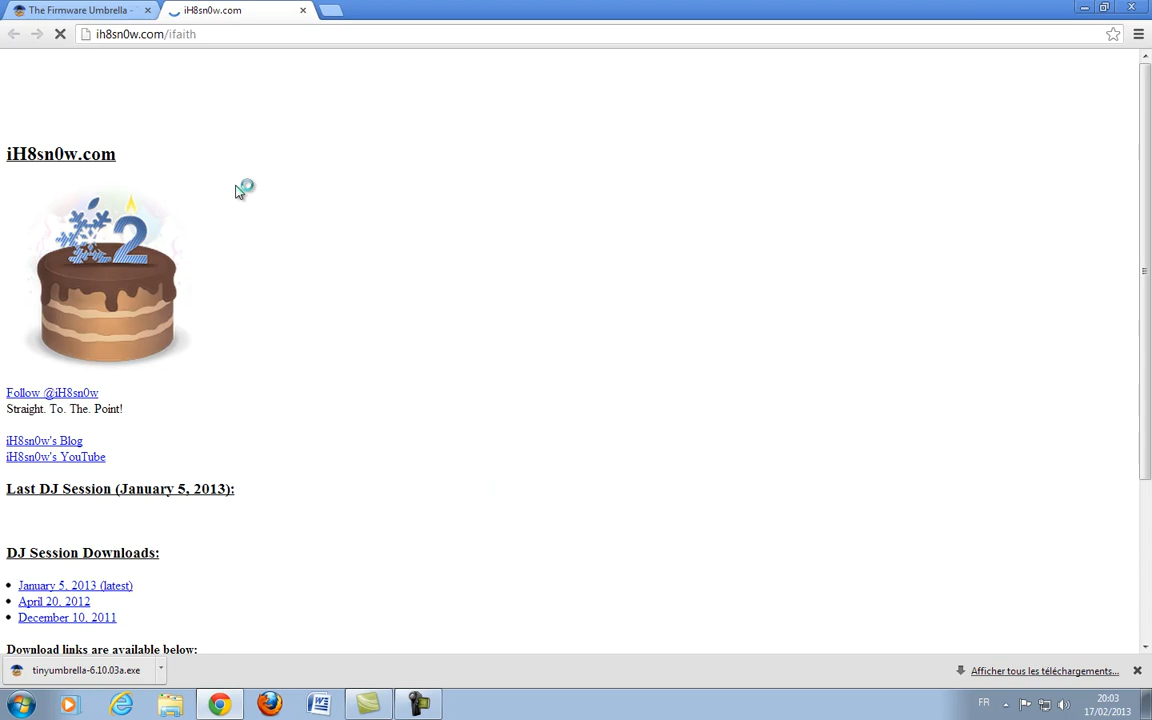 The Firmware Umbrella -
iH8sn0w.com
ih8sn0w.com/ifaith
iH8sn0w.com
2
Follow @iH8sn0w
Straight. To. The. Point!
iH8sn0w's Blog
iH8sn0w's YouTube
Last DJ Session (January 5, 2013):
DJ Session Downloads:
January 5, 2013 (latest)
April 20, 2012
December 10, 2011
Download links are available below:
tinyumbrella-6.10.03a.exe
Afficher tous les téléchargements...
FR
20:03
17/02/2013